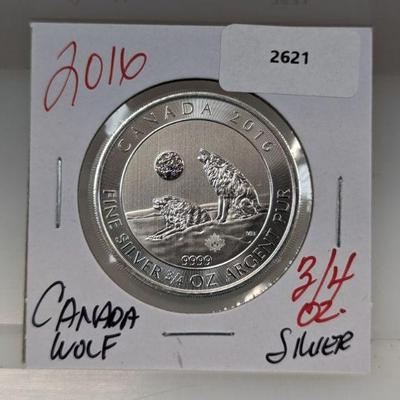 2621
2016
CANADA 2016
FINE SILVER 3/4 OZ ARGENT PUR
9999
CANADA
WOLF
3/4
OZ.
SILVER